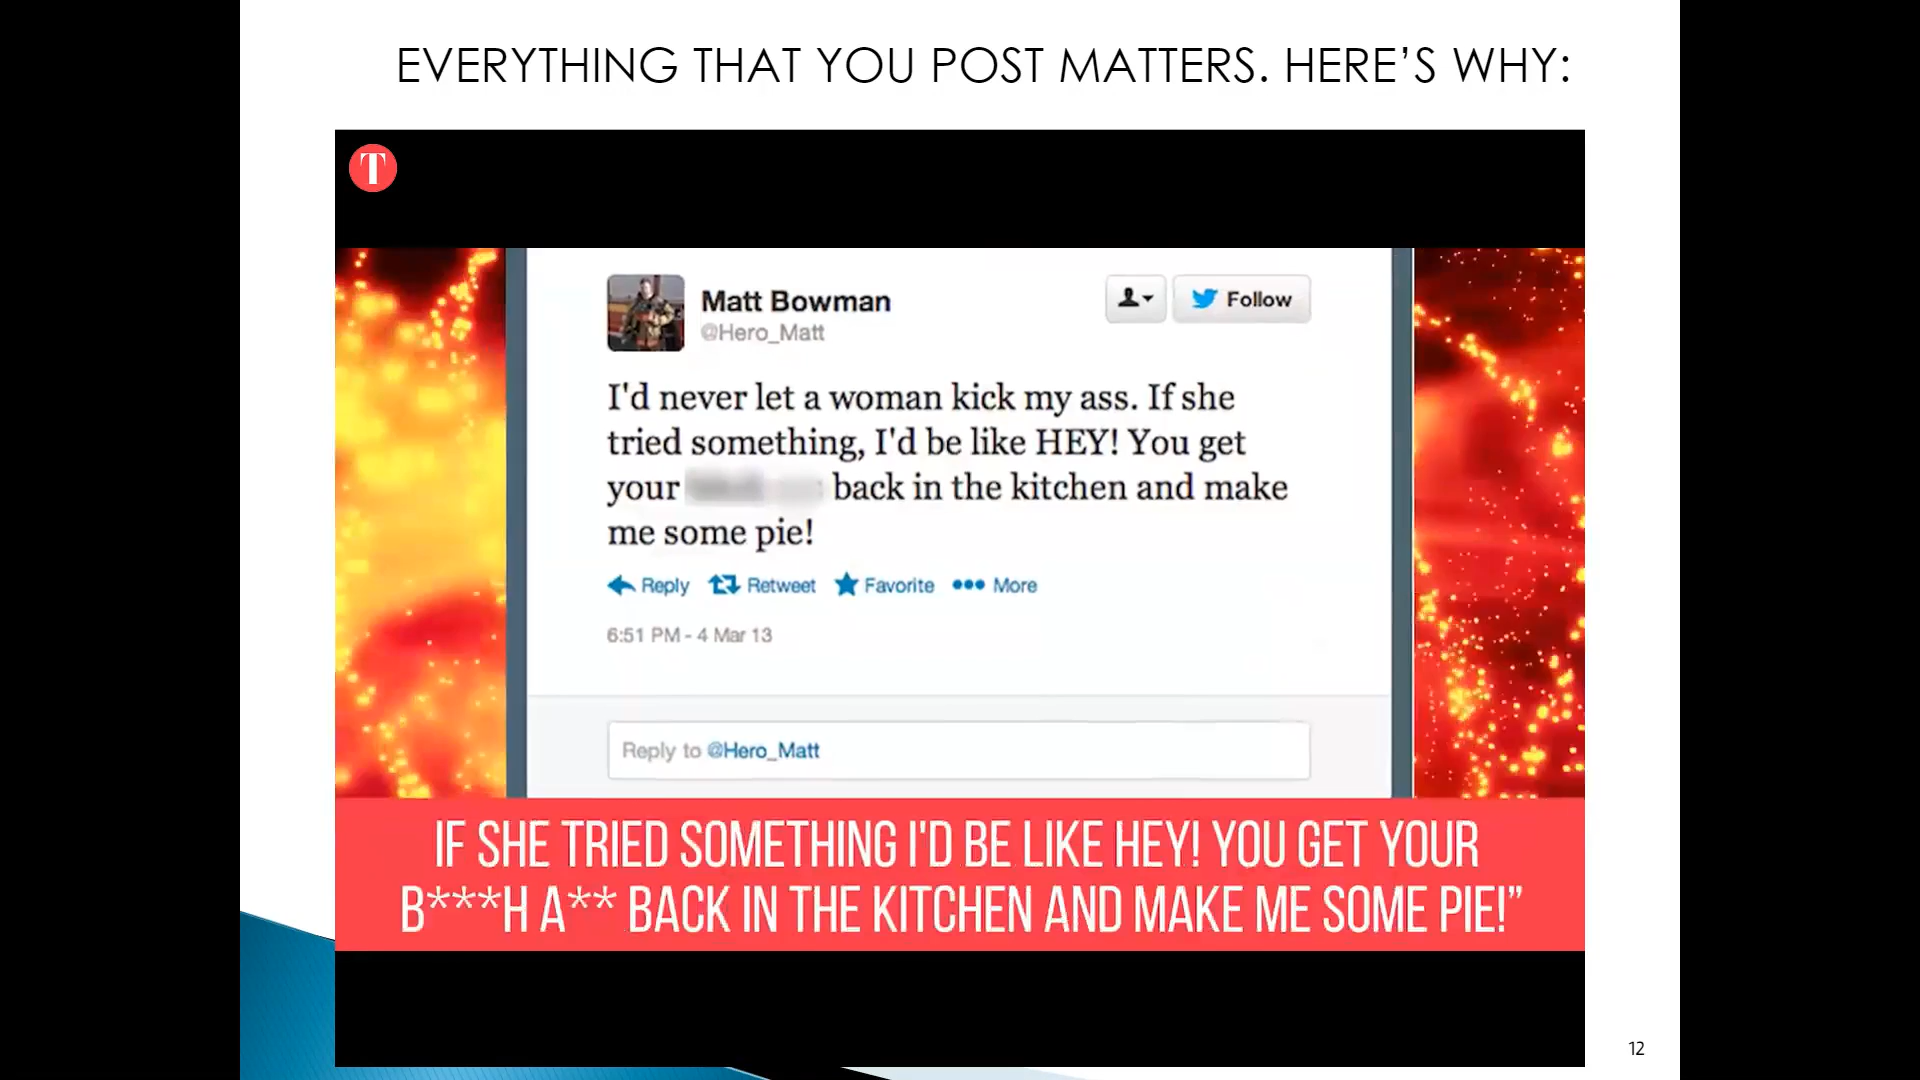 EVERYTHING THAT YOU POST MATTERS. HERE’S WHY:
T
Matt Bowman
@Hero_Matt
Follow
I'd never let a woman kick my ass. If she
tried something, I'd be like HEY! You get
your back in the kitchen and make
me some pie!
Reply Retweet Favorite More
6:51 PM - 4 Mar 13
Reply to @Hero_Matt
IF SHE TRIED SOMETHING I'D BE LIKE HEY! YOU GET YOUR
B***H A** BACK IN THE KITCHEN AND MAKE ME SOME PIE!”
12